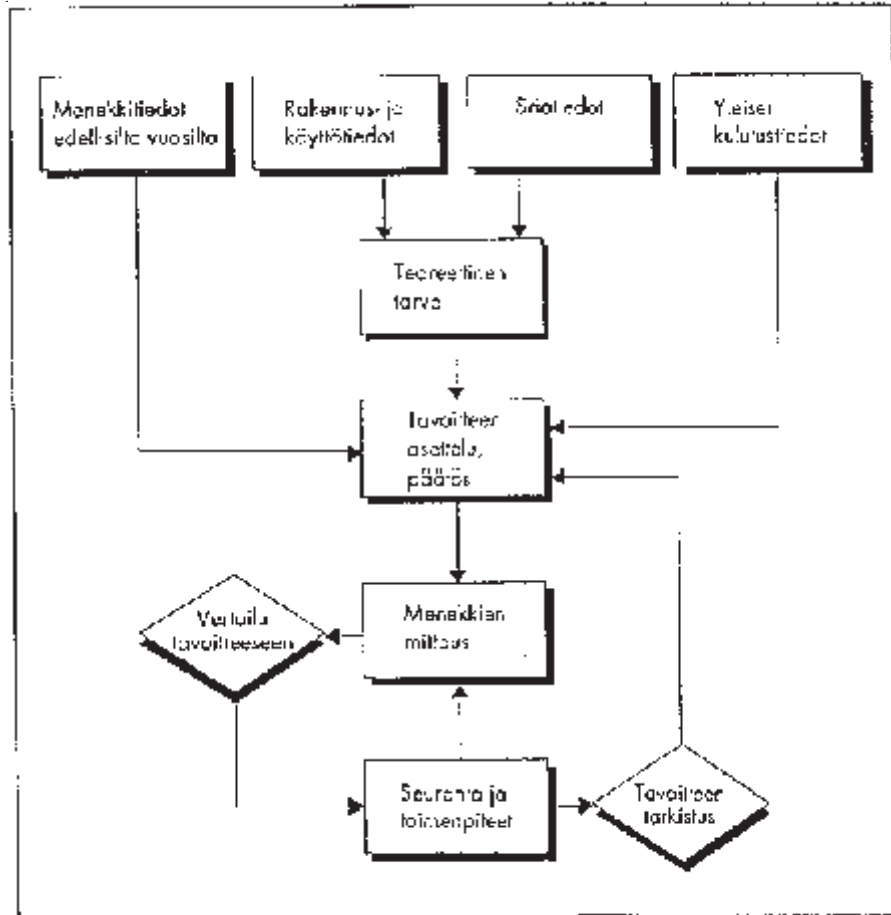 Menekkitiedot
edellisiltä vuosilta
Rakennus- ja
käyttötiedot
Säätiedot
Yleiset
kulutustiedot
Teoreettinen
tarve
Tavoitteen
asettelu,
päätös
Vertailu
tavoitteeseen
Menekkien
mittaus
Seuranta ja
toimenpiteet
Tavoitteen
tarkistus